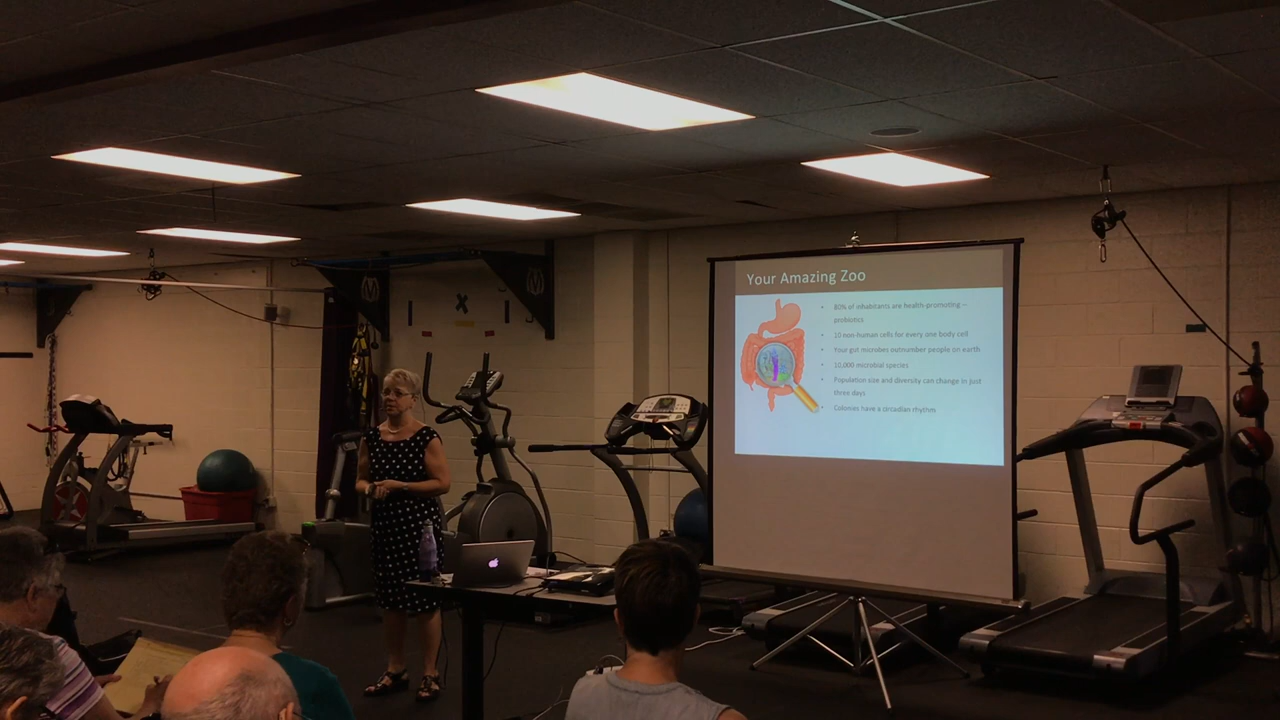 Your Amazing Zoo
• 80% of inhabitants are health-promoting –
probiotics
• 10 non-human cells for every one body cell
• Your gut microbes outnumber people on earth
• 10,000 microbial species
• Population size and diversity can change in just
three days
• Colonies have a circadian rhythm